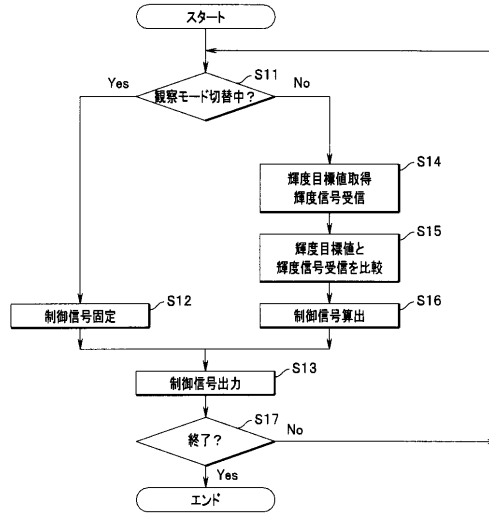 スタート
S11
Yes
観察モード切替中?
No
S14
輝度目標値取得
輝度信号受信
S15
輝度目標値と
輝度信号受信を比較
S12
制御信号固定
S16
制御信号算出
S13
制御信号出力
S17
終了?
No
Yes
エンド